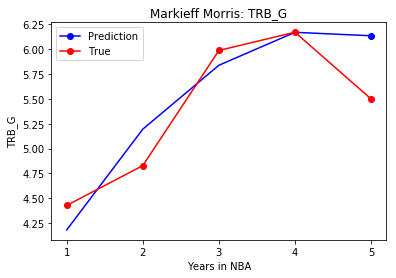 Markieff Morris: TRB_G
Prediction
True
6.25
6.00
5.75
5.50
5.25
5.00
4.75
4.50
4.25
TRB_G
1 2 3 4 5
Years in NBA